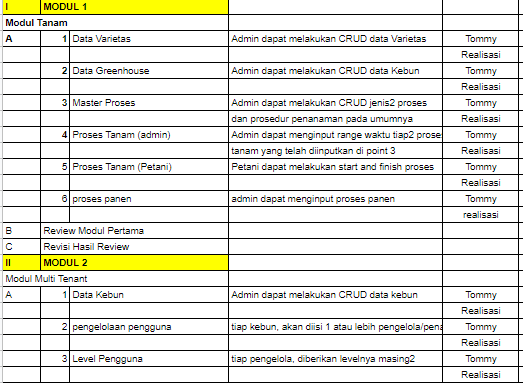 I MODUL 1
Modul Tanam
A 1 Data Varietas Admin dapat melakukan CRUD data Varietas Tommy
Realisasi
2 Data Greenhouse Admin dapat melakukan CRUD data Kebun Tommy
Realisasi
3 Master Proses Admin dapat melakukan CRUD jenis2 proses Tommy
dan prosedur penanaman pada umumnya Realisasi
4 Proses Tanam (admin) Admin dapat menginput range waktu tiap2 prose Tommy
tanam yang telah diinputkan di point 3 Realisasi
5 Proses Tanam (Petani) Petani dapat melakukan start and finish proses Tommy
Realisasi
6 proses panen admin dapat menginput proses panen Tommy
realisasi
B Review Modul Pertama
C Revisi Hasil Review
II MODUL 2
Modul Multi Tenant
A 1 Data Kebun Admin dapat melakukan CRUD data kebun Tommy
Realisasi
2 pengelolaan pengguna tiap kebun, akan diisi 1 atau lebih pengelola/pena Tommy
Realisasi
3 Level Pengguna tiap pengelola, diberikan levelnya masing2 Tommy
Realisasi